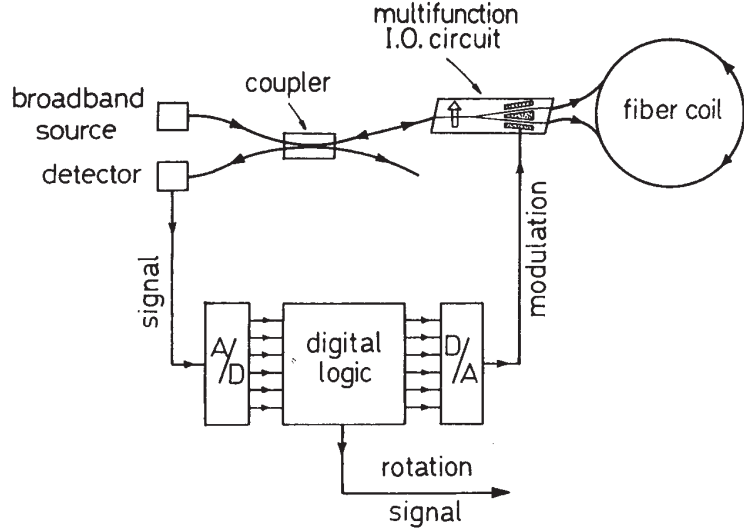 multifunction
I.O. circuit
coupler
broadband
source
fiber coil
detector
signal
modulation
A/D
digital
logic
D/A
rotation
signal